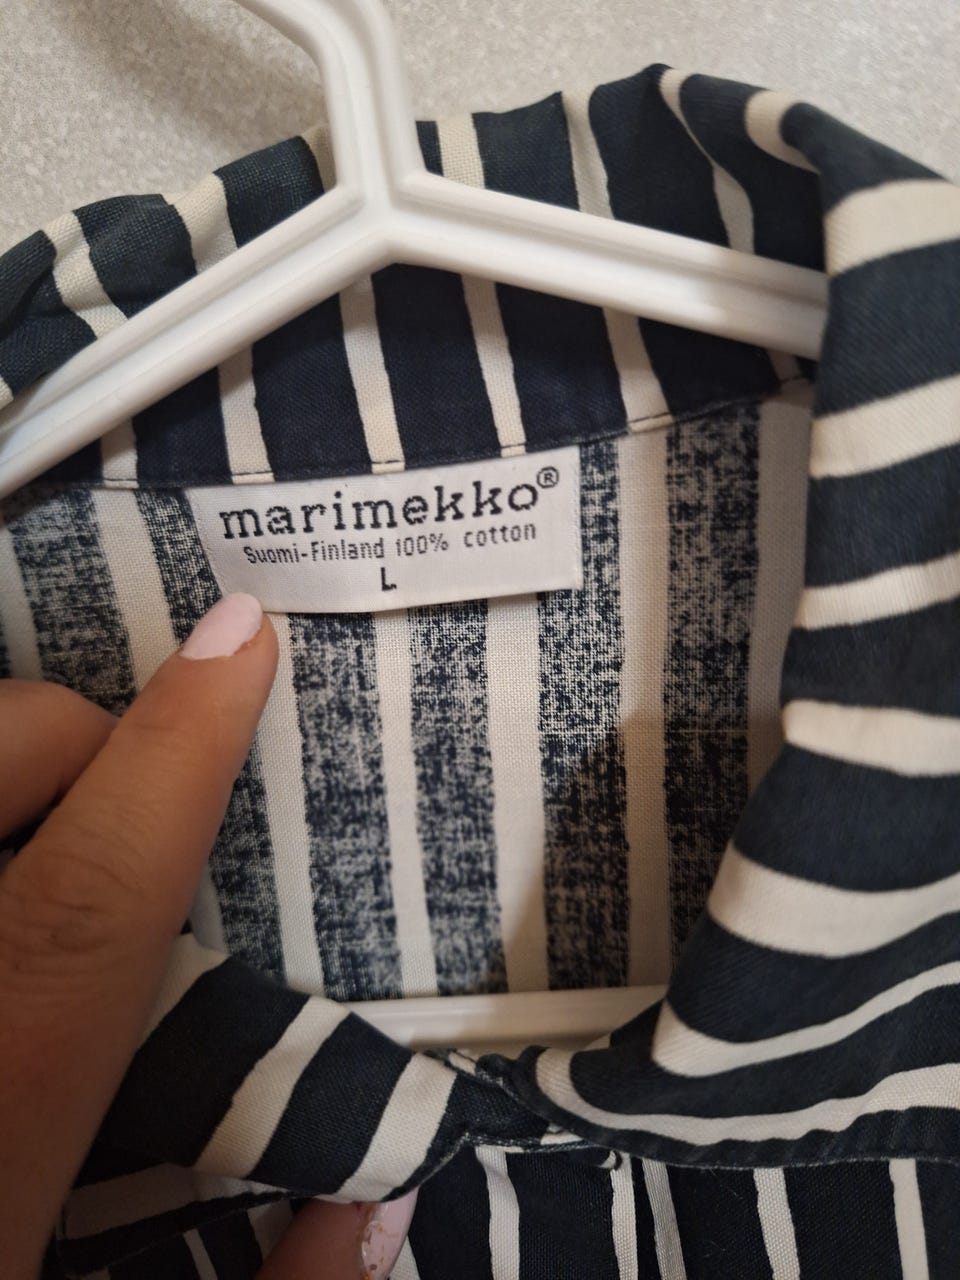 marimekko®
Suomi-Finland 100% cotton
L